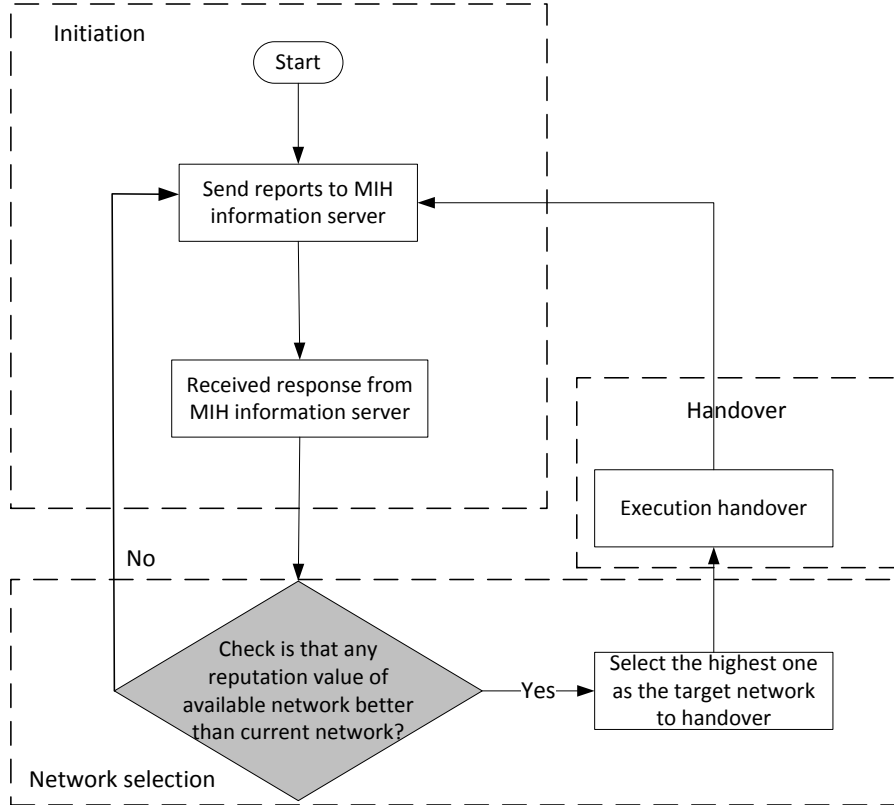 Initiation
Start
Send reports to MIH
information server
Received response from
MIH information server
Handover
Execution handover
No
Check is that any
reputation value of
available network better
than current network?
Yes
Select the highest one
as the target network
to handover
Network selection